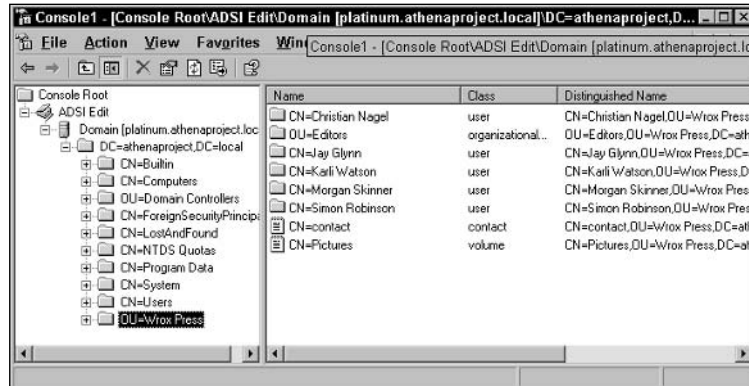 Console1 - [Console Root\ADSI Edit\Domain [platinum.athenaproject.local]\DC=athenaproject,D...
File Action View Favorites Wind
Console1 - [Console Root\ADSI Edit\Domain [platinum.athenaproject.lo
Console Root
ADSI Edit
Domain [platinum.athenaproject.loc
DC=athenaproject,DC=local
CN=Builtin
CN=Computers
OU=Domain Controllers
CN=ForeignSecurityPrincipa
CN=LostAndFound
CN=NTDS Quotas
CN=Program Data
CN=System
CN=Users
OU=Wrox Press
Name Class Distinguished Name
CN=Christian Nagel user CN=Christian Nagel,OU=Wrox Press
OU=Editors organizational... OU=Editors,OU=Wrox Press,DC=ath
CN=Jay Glynn user CN=Jay Glynn,OU=Wrox Press,DC=
CN=Karli Watson user CN=Karli Watson,OU=Wrox Press,D
CN=Morgan Skinner user CN=Morgan Skinner,OU=Wrox Pres
CN=Simon Robinson user CN=Simon Robinson,OU=Wrox Pres
CN=contact contact CN=contact,OU=Wrox Press,DC=atl
CN=Pictures volume CN=Pictures,OU=Wrox Press,DC=at